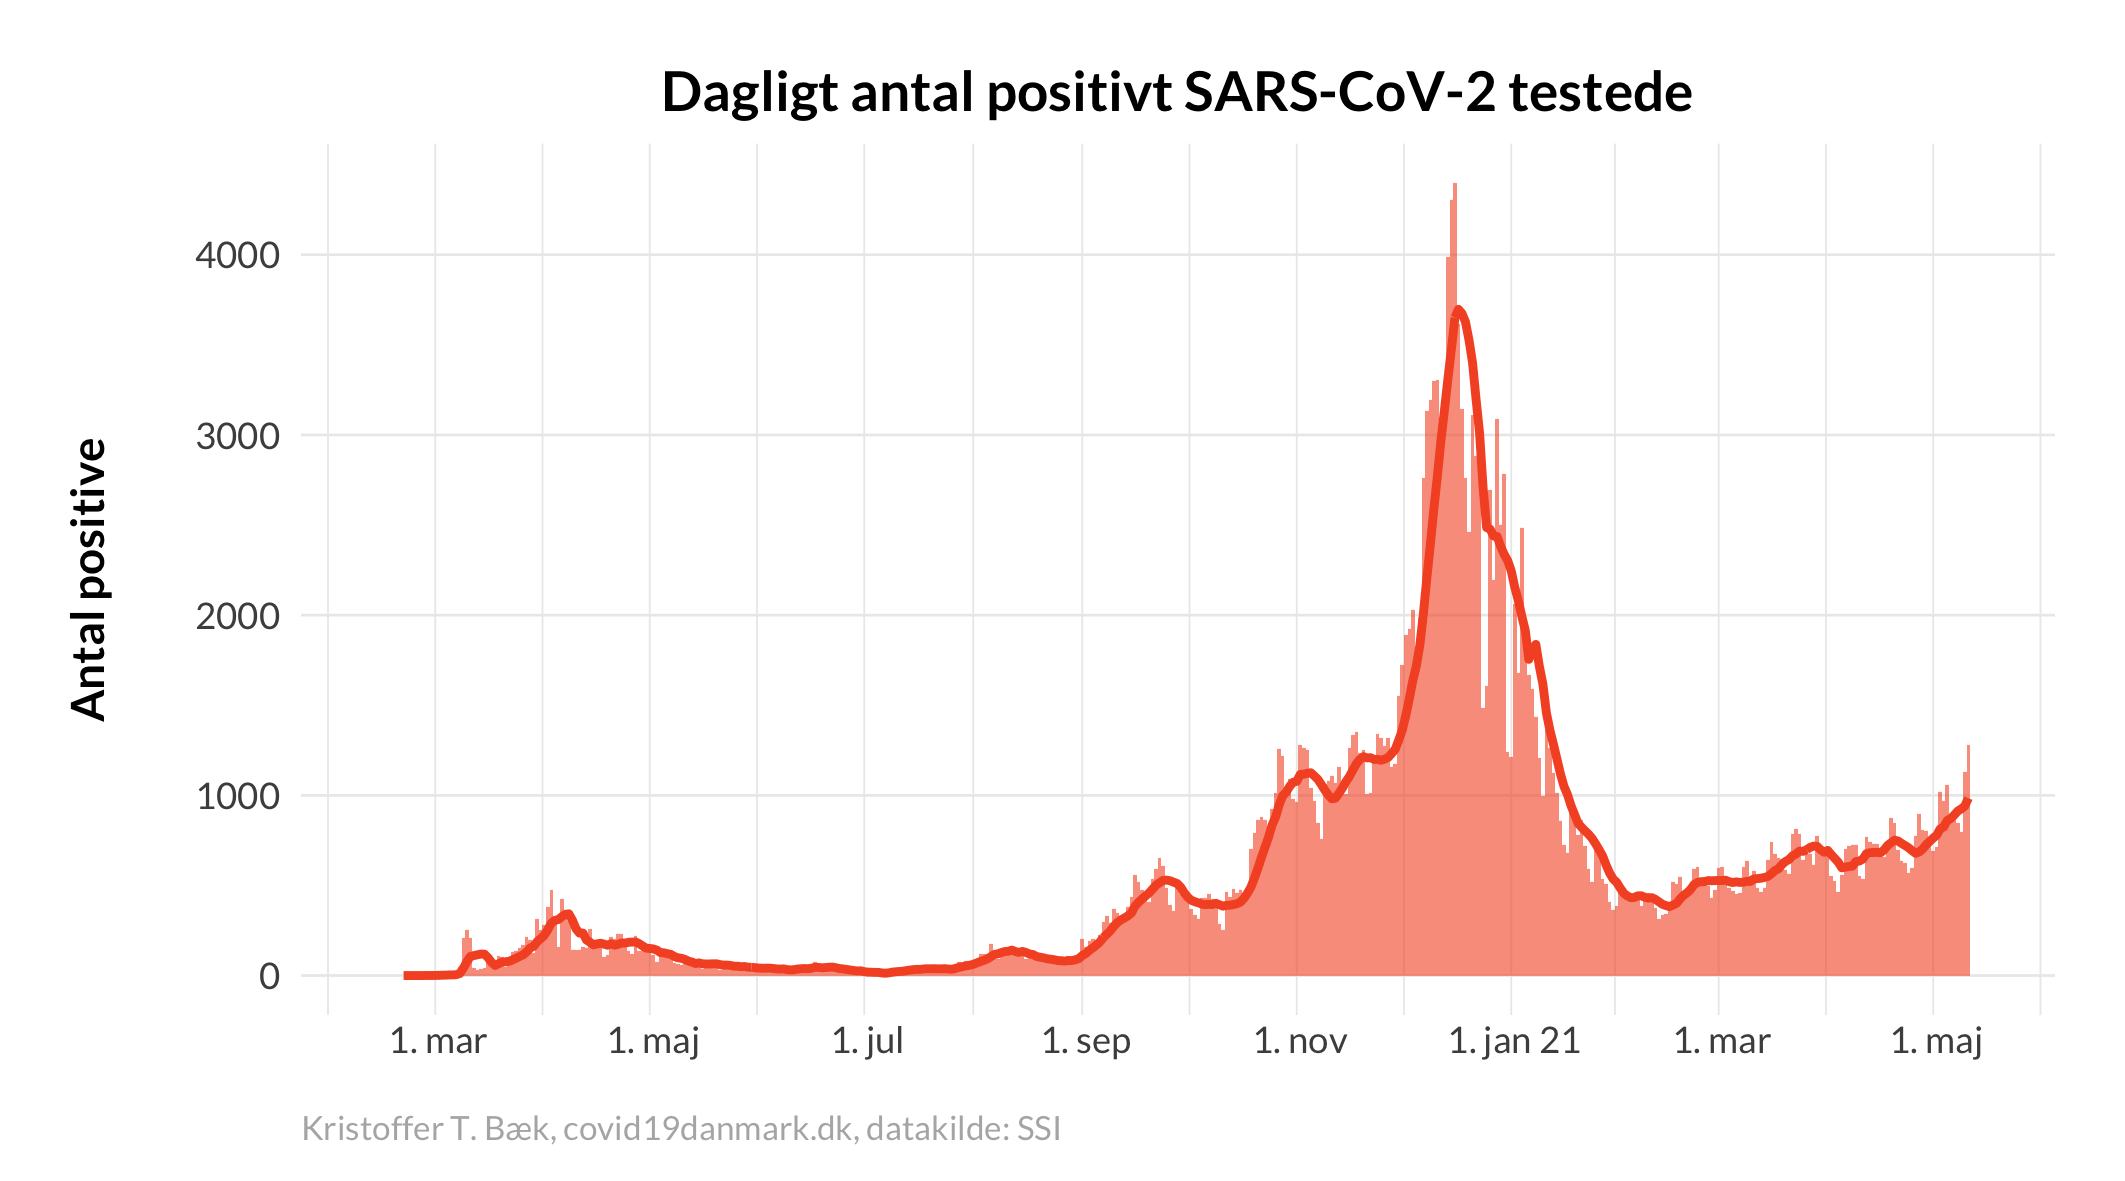 Dagligt antal positivt SARS-CoV-2 testede
Antal positive
4000
3000
2000
1000
0
1. mar 1. maj 1. jul 1. sep 1. nov 1. jan 21 1. mar 1. maj
Kristoffer T. Bæk, covid19danmark.dk, datakilde: SSI